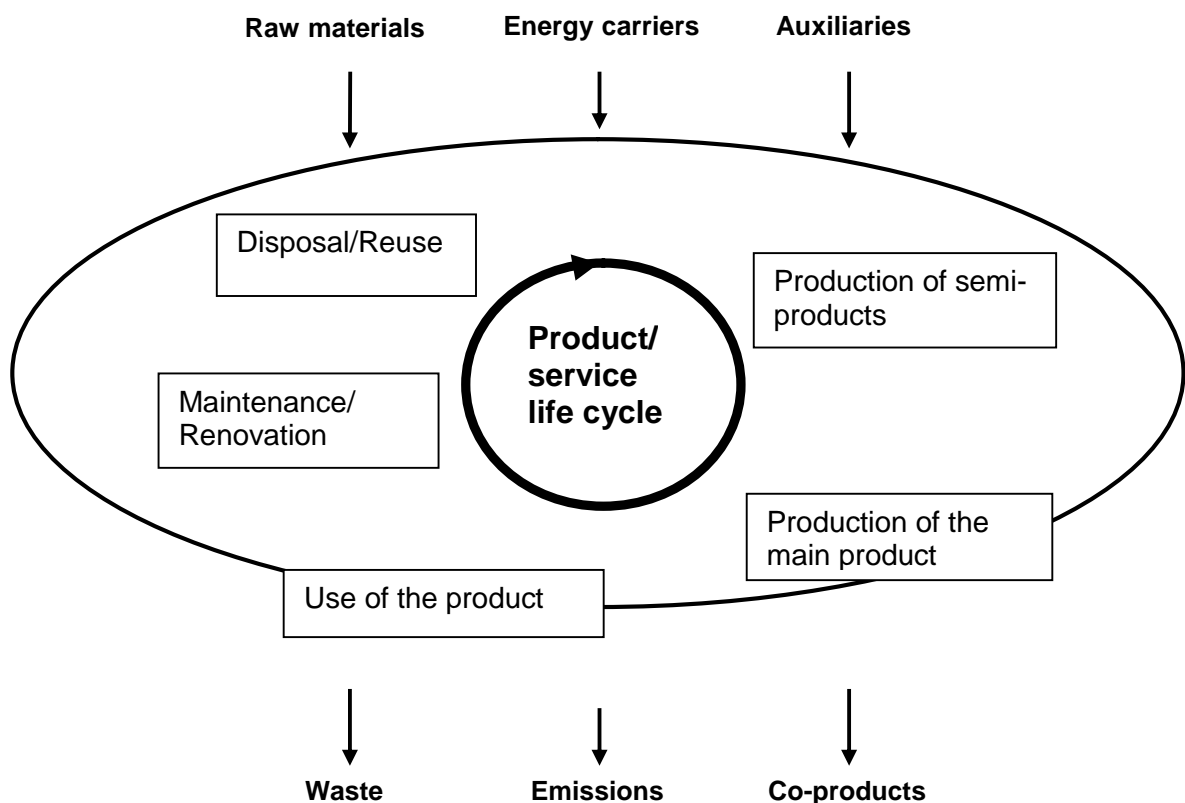 Raw materials
Energy carriers
Auxiliaries
Disposal/Reuse
Production of semi-
products
Product/
service
life cycle
Maintenance/
Renovation
Production of the
main product
Use of the product
Waste
Emissions
Co-products